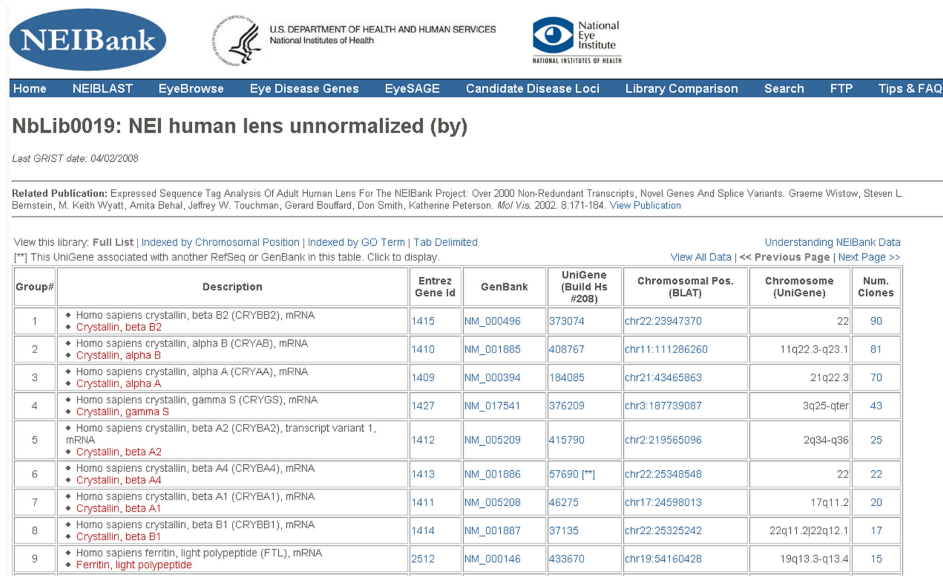 NEIBank
U.S. DEPARTMENT OF HEALTH AND HUMAN SERVICES
National Institutes of Health
National
Eye
Institute
NATIONAL INSTITUTES OF HEALTH
Home NEIBLAST EyeBrowse Eye Disease Genes EyeSAGE Candidate Disease Loci Library Comparison Search FTP Tips & FAQ
NbLib0019: NEI human lens unnormalized (by)
Last GRIST date: 04/02/2008
Related Publication: Expressed Sequence Tag Analysis Of Adult Human Lens For The NEIBank Project: Over 2000 Non-Redundant Transcripts, Novel Genes And Splice Variants. Graeme Wistow, Steven L.
Bernstein, M. Keith Wyatt, Amita Behal, Jeffrey W. Touchman, Gerard Bouffard, Don Smith, Katherine Peterson. Mol Vis. 2002. 8:171-184. View Publication
View this library: Full List | Indexed by Chromosomal Position | Indexed by GO Term | Tab Delimited Understanding NEIBank Data
[**] This UniGene associated with another RefSeq or GenBank in this table. Click to display. View All Data | << Previous Page | Next Page >>
Group# Description Entrez Gene Id GenBank UniGene (Build Hs #208) Chromosomal Pos. (BLAT) Chromosome (UniGene) Num. Clones
1 ◆ Homo sapiens crystallin, beta B2 (CRYBB2), mRNA 1415 NM_000496 373074 chr22:23947370 22 90
◆ Crystallin, beta B2
2 ◆ Homo sapiens crystallin, alpha B (CRYAB), mRNA 1410 NM_001885 408767 chr11:111286260 11q22.3-q23.1 81
◆ Crystallin, alpha B
3 ◆ Homo sapiens crystallin, alpha A (CRYAA), mRNA 1409 NM_000394 184085 chr21:43465863 21q22.3 70
◆ Crystallin, alpha A
4 ◆ Homo sapiens crystallin, gamma S (CRYGS), mRNA 1427 NM_017541 376209 chr3:187739087 3q25-qter 43
◆ Crystallin, gamma S
5 ◆ Homo sapiens crystallin, beta A2 (CRYBA2), transcript variant 1, 1412 NM_005209 415790 chr2:219565096 2q34-q36 25
mRNA
◆ Crystallin, beta A2
6 ◆ Homo sapiens crystallin, beta A4 (CRYBA4), mRNA 1413 NM_001886 57690 [**] chr22:25348548 22 22
◆ Crystallin, beta A4
7 ◆ Homo sapiens crystallin, beta A1 (CRYBA1), mRNA 1411 NM_005208 46275 chr17:24598013 17q11.2 20
◆ Crystallin, beta A1
8 ◆ Homo sapiens crystallin, beta B1 (CRYBB1), mRNA 1414 NM_001887 37135 chr22:25325242 22q11.2|22q12.1 17
◆ Crystallin, beta B1
9 ◆ Homo sapiens ferritin, light polypeptide (FTL), mRNA 2512 NM_000146 433670 chr19:54160428 19q13.3-q13.4 15
◆ Ferritin, light polypeptide